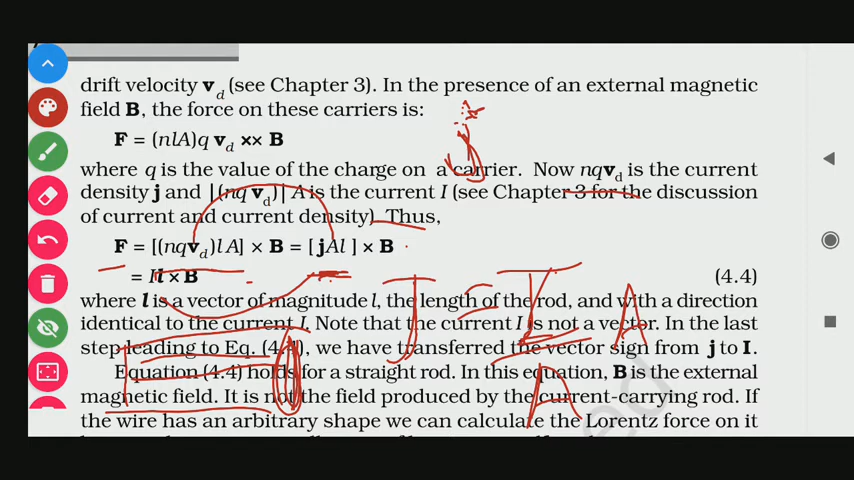 drift velocity v_d (see Chapter 3). In the presence of an external magnetic
field B, the force on these carriers is:
F = (nlA)q v_d ×× B
where q is the value of the charge on a carrier. Now nqv_d is the current
density j and |(nq v_d)| A is the current I (see Chapter 3 for the discussion
of current and current density). Thus,
F = [(nqv_d)l A] × B = [ jAl ] × B
= Il × B (4.4)
where l is a vector of magnitude l, the length of the rod, and with a direction
identical to the current I. Note that the current I is not a vector. In the last
step leading to Eq. (4.4), we have transferred the vector sign from j to l.
Equation (4.4) holds for a straight rod. In this equation, B is the external
magnetic field. It is not the field produced by the current-carrying rod. If
the wire has an arbitrary shape we can calculate the Lorentz force on it
j
J = I A
A